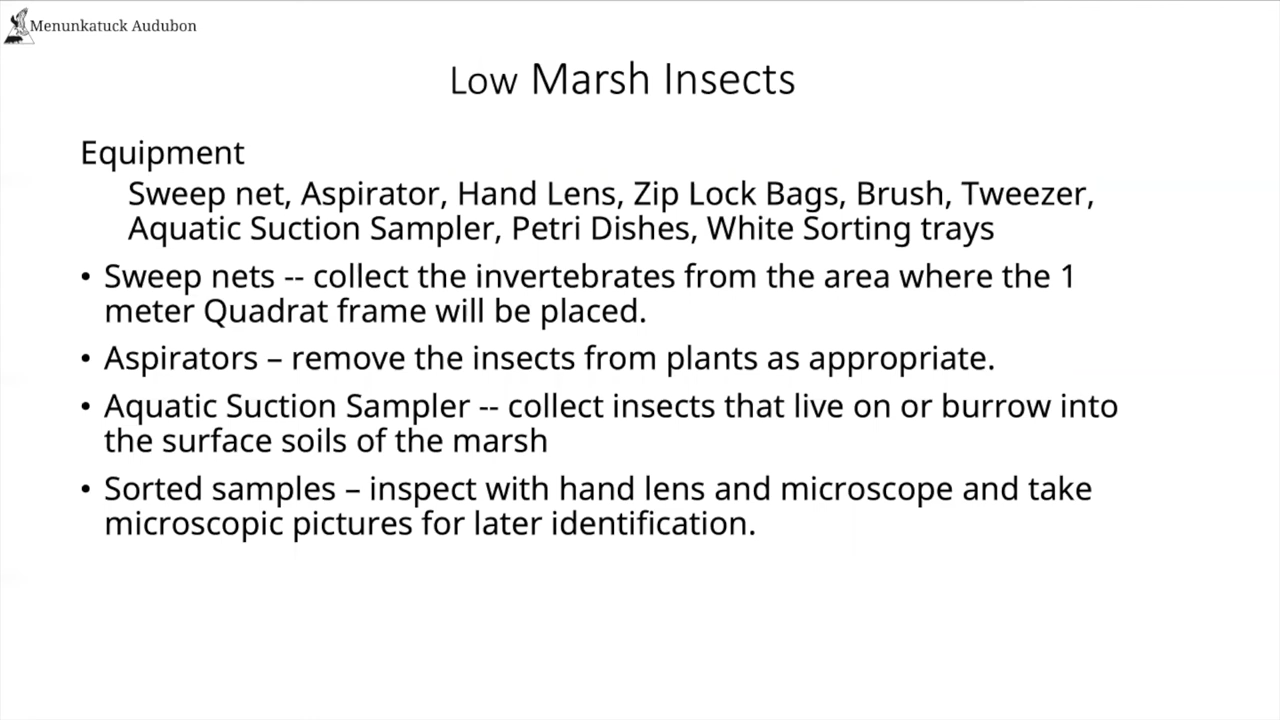 Menunkatuck Audubon
Low Marsh Insects
Equipment
Sweep net, Aspirator, Hand Lens, Zip Lock Bags, Brush, Tweezer,
Aquatic Suction Sampler, Petri Dishes, White Sorting trays
• Sweep nets -- collect the invertebrates from the area where the 1
meter Quadrat frame will be placed.
• Aspirators – remove the insects from plants as appropriate.
• Aquatic Suction Sampler -- collect insects that live on or burrow into
the surface soils of the marsh
• Sorted samples – inspect with hand lens and microscope and take
microscopic pictures for later identification.